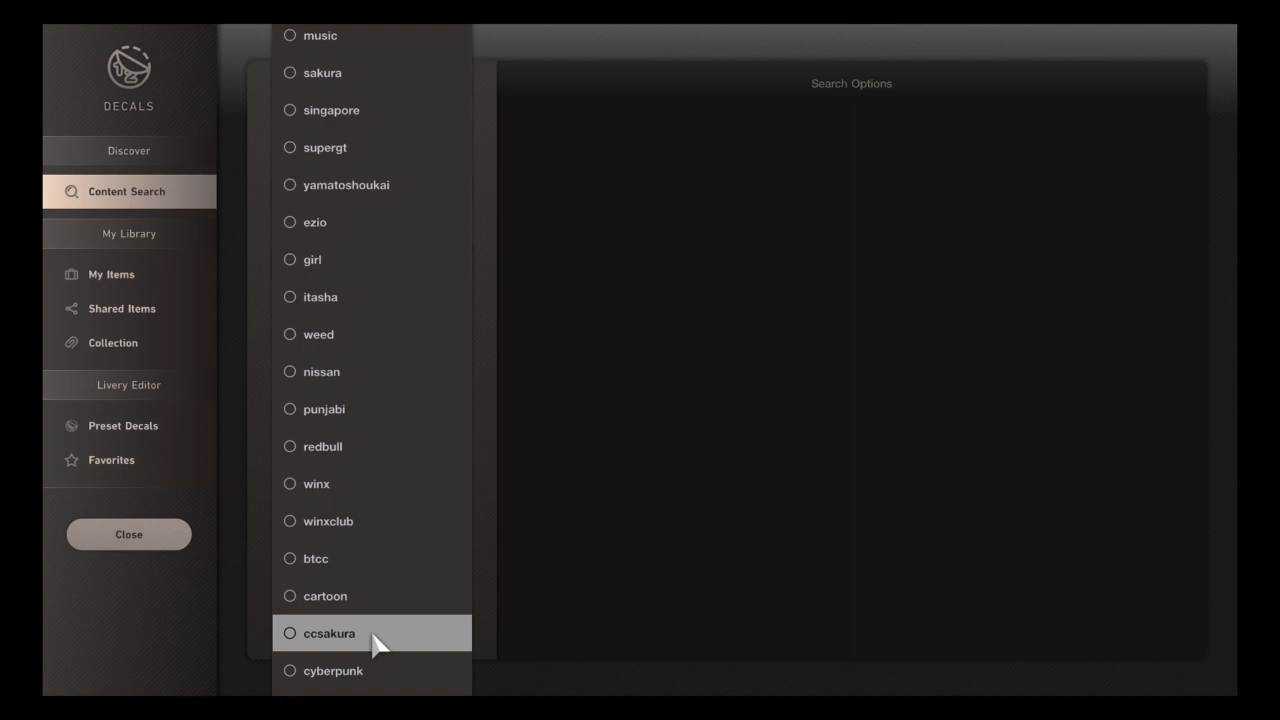 DECALS
Discover
Content Search
My Library
My Items
Shared Items
Collection
Livery Editor
Preset Decals
Favorites
Close
music
sakura
singapore
supergt
yamatoshoukai
ezio
girl
itasha
weed
nissan
punjabi
redbull
winx
winxclub
btcc
cartoon
ccsakura
cyberpunk
Search Options